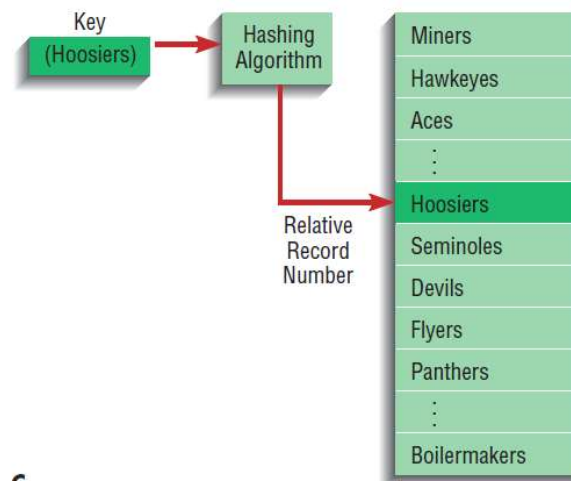 Key
(Hoosiers)
Hashing
Algorithm
Relative
Record
Number
Miners
Hawkeyes
Aces
⋮
Hoosiers
Seminoles
Devils
Flyers
Panthers
⋮
Boilermakers